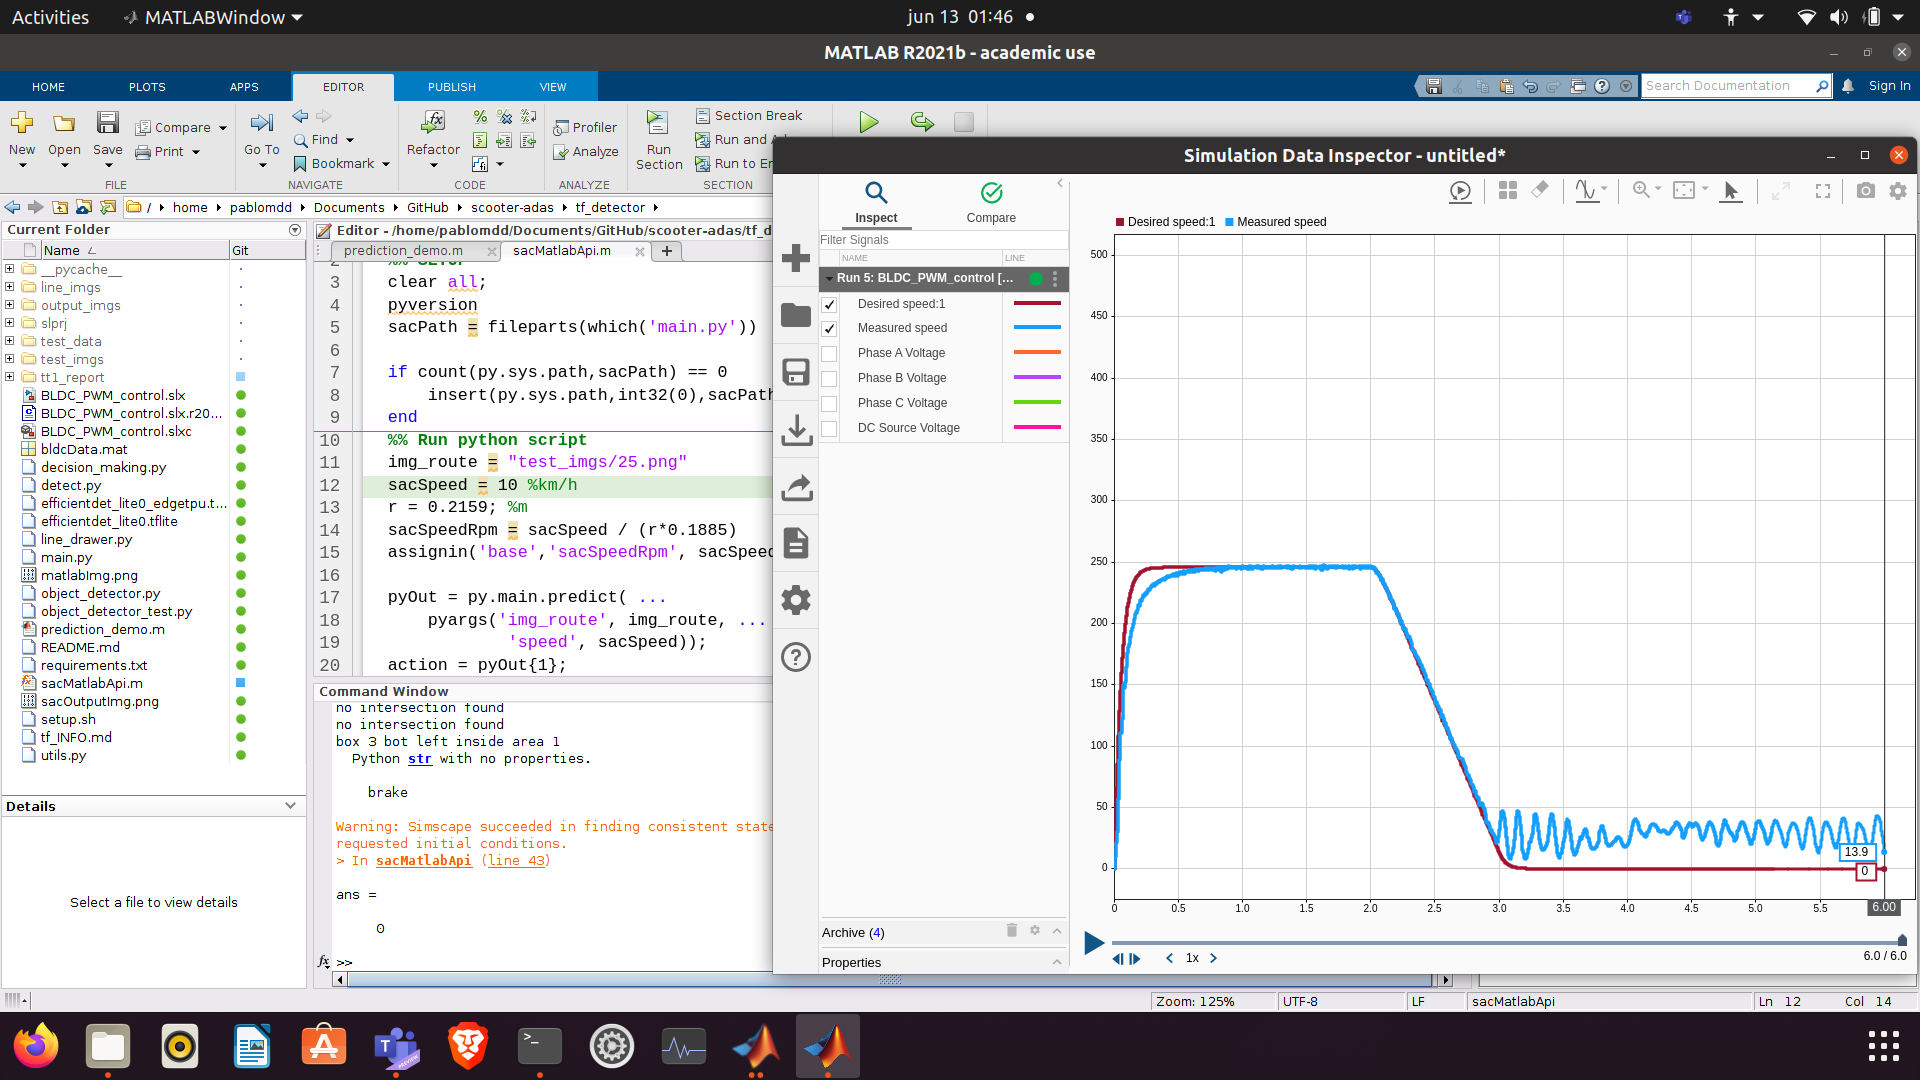 Activities
MATLABWindow
jun 13 01:46
MATLAB R2021b - academic use
HOME
PLOTS
APPS
EDITOR
PUBLISH
VIEW
Search Documentation
Sign In
New
Open
Save
Compare
Print
FILE
Go To
Find
Bookmark
NAVIGATE
Refactor
CODE
Profiler
Analyze
ANALYZE
Run Section
Section Break
Run and A
Run to En
SECTION
/ home pablomdd Documents GitHub scooter-adas tf_detector
Current Folder
Name
Git
__pycache__
line_imgs
output_imgs
slprj
test_data
test_imgs
tt1_report
BLDC_PWM_control.slx
BLDC_PWM_control.slx.r20...
BLDC_PWM_control.slxc
bldcData.mat
decision_making.py
detect.py
efficientdet_lite0_edgetpu.t...
efficientdet_lite0.tflite
line_drawer.py
main.py
matlabImg.png
object_detector.py
object_detector_test.py
prediction_demo.m
README.md
requirements.txt
sacMatlabApi.m
sacOutputImg.png
setup.sh
tf_INFO.md
utils.py
Details
Select a file to view details
Editor - /home/pablomdd/Documents/GitHub/scooter-adas/tf_d
prediction_demo.m
sacMatlabApi.m
3 clear all;
4 pyversion
5 sacPath = fileparts(which('main.py'))
6
7 if count(py.sys.path,sacPath) == 0
8 insert(py.sys.path,int32(0),sacPath
9 end
10 %% Run python script
11 img_route = "test_imgs/25.png"
12 sacSpeed = 10 %km/h
13 r = 0.2159; %m
14 sacSpeedRpm = sacSpeed / (r*0.1885)
15 assignin('base','sacSpeedRpm', sacSpeed
16
17 pyOut = py.main.predict( ...
18 pyargs('img_route', img_route, ...
19 'speed', sacSpeed));
20 action = pyOut{1};
Command Window
no intersection found
no intersection found
box 3 bot left inside area 1
Python str with no properties.
brake
Warning: Simscape succeeded in finding consistent state
requested initial conditions.
> In sacMatlabApi (line 43)
ans =
0
fx >>
Simulation Data Inspector - untitled*
Inspect
Compare
Filter Signals
NAME
LINE
Run 5: BLDC_PWM_control [...
Desired speed:1
Measured speed
Phase A Voltage
Phase B Voltage
Phase C Voltage
DC Source Voltage
Archive (4)
Properties
Desired speed:1
Measured speed
500
450
400
350
300
250
200
150
100
50
0
13.9
0
0 0.5 1.0 1.5 2.0 2.5 3.0 3.5 4.0 4.5 5.0 5.5 6.00
1x
6.0 / 6.0
Zoom: 125%
UTF-8
LF
sacMatlabApi
Ln 12 Col 14
PREVIEW